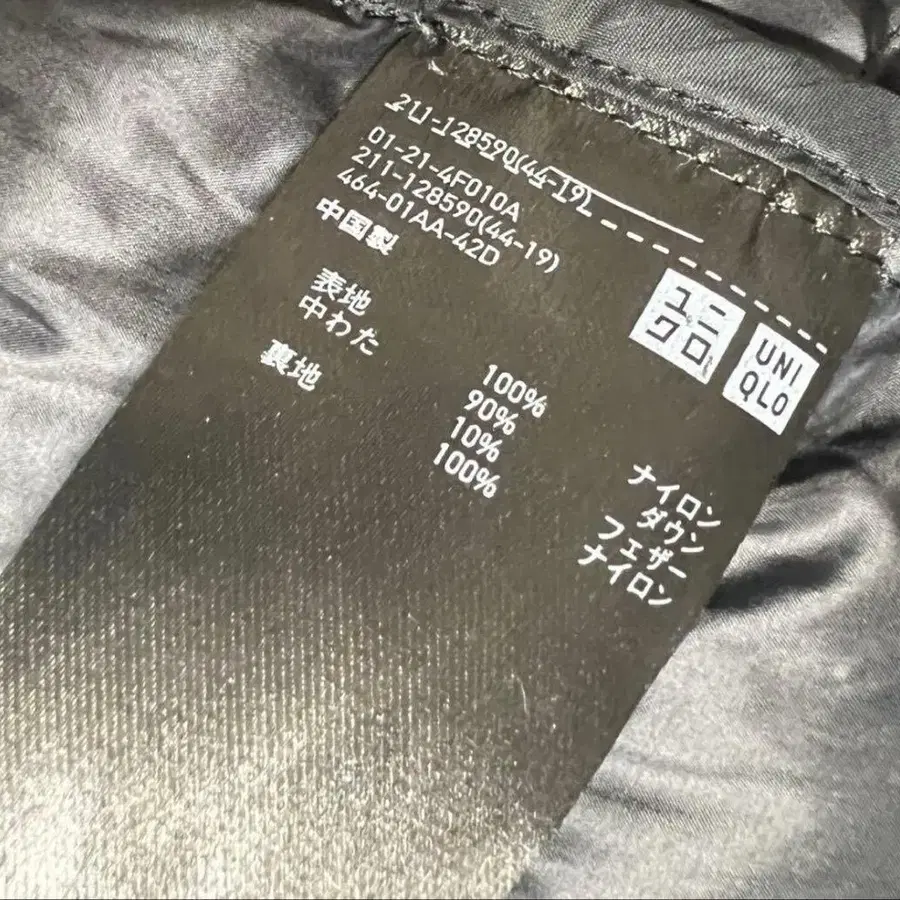 211-128590(44-19)
01-21-4F010A
211-128590(44-19)
464-01AA-42D
中国製
ユニ
クロ
UNI
QLO
表地 100% ナイロン
中わた 90% ダウン
10% フェザー
裏地 100% ナイロン